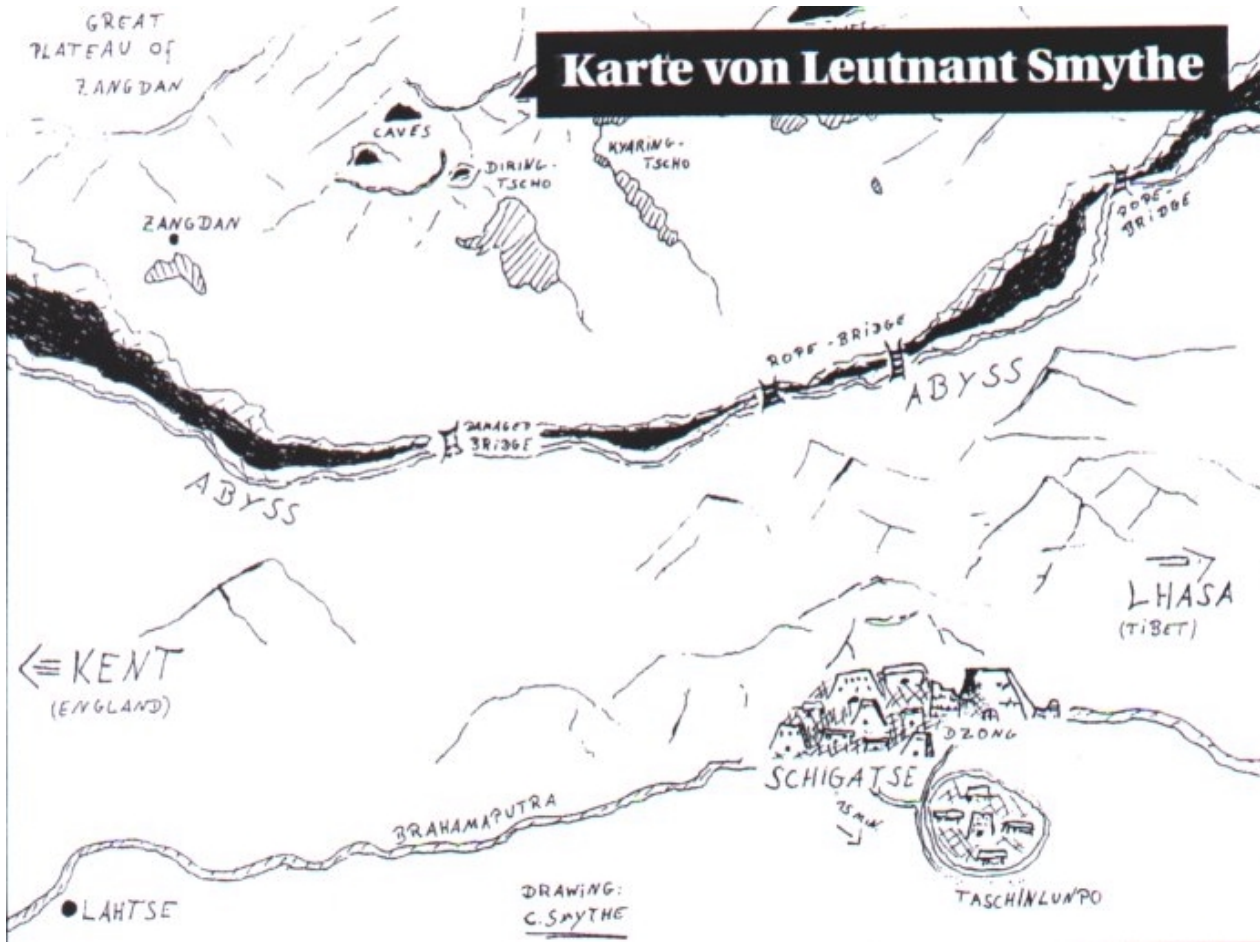 GREAT
PLATEAU OF
ZANGDAN
Karte von Leutnant Smythe
CAVES
DIRING-
TSCHO
KYARING-
TSCHO
ZANGDAN
ROPE-
BRIDGE
ROPE-BRIDGE
ABYSS
DAMAGED
BRIDGE
ABYSS
LHASA
(TIBET)
KENT
(ENGLAND)
DZONG
SCHIGATSE
BRAHAMAPUTRA
MIN.
TASCHINLUNPO
DRAWING:
C. SMYTHE
LAHTSE